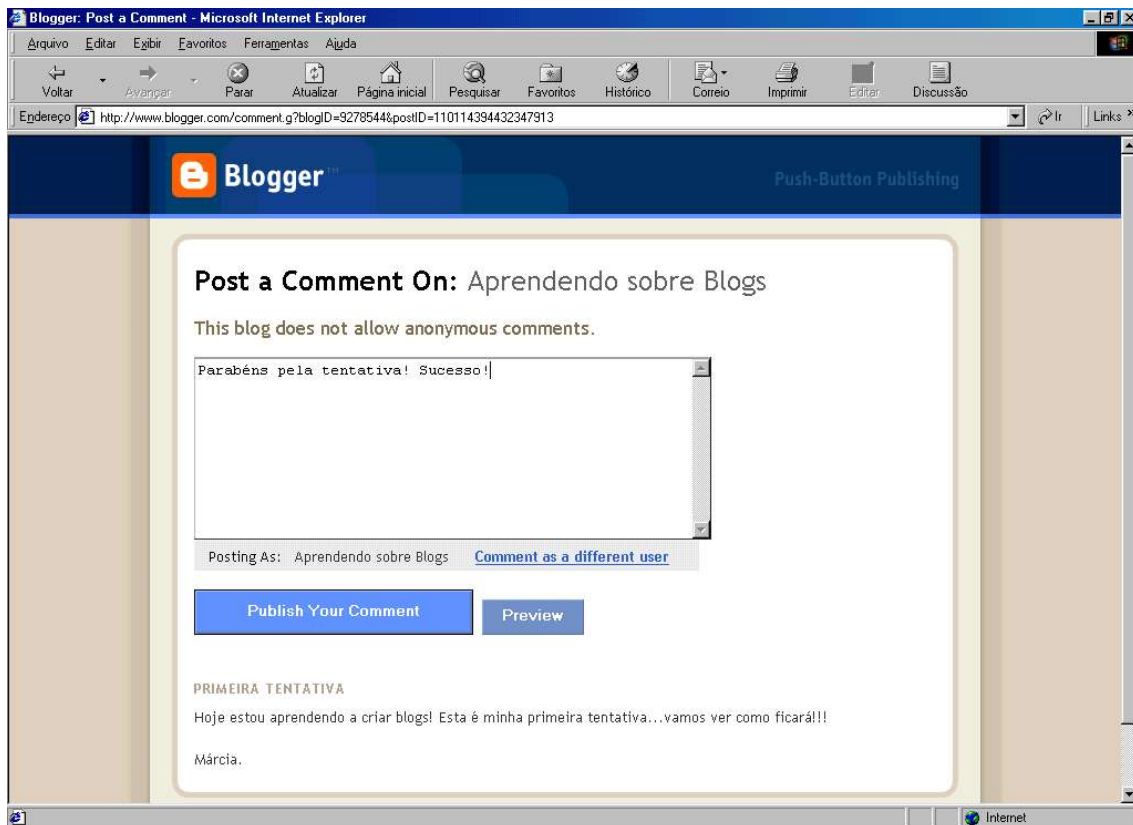 Blogger: Post a Comment - Microsoft Internet Explorer
Arquivo Editar Exibir Favoritos Ferramentas Ajuda
Voltar Avançar Parar Atualizar Página inicial Pesquisar Favoritos Histórico Correio Imprimir Editar Discussão
Endereço http://www.blogger.com/comment.g?blogID=9278544&postID=110114394432347913 Ir Links »
Blogger™ Push-Button Publishing
Post a Comment On: Aprendendo sobre Blogs
This blog does not allow anonymous comments.
Parabéns pela tentativa! Sucesso!
Posting As: Aprendendo sobre Blogs Comment as a different user
Publish Your Comment Preview
PRIMEIRA TENTATIVA
Hoje estou aprendendo a criar blogs! Esta é minha primeira tentativa...vamos ver como ficará!!!
Márcia.
Internet